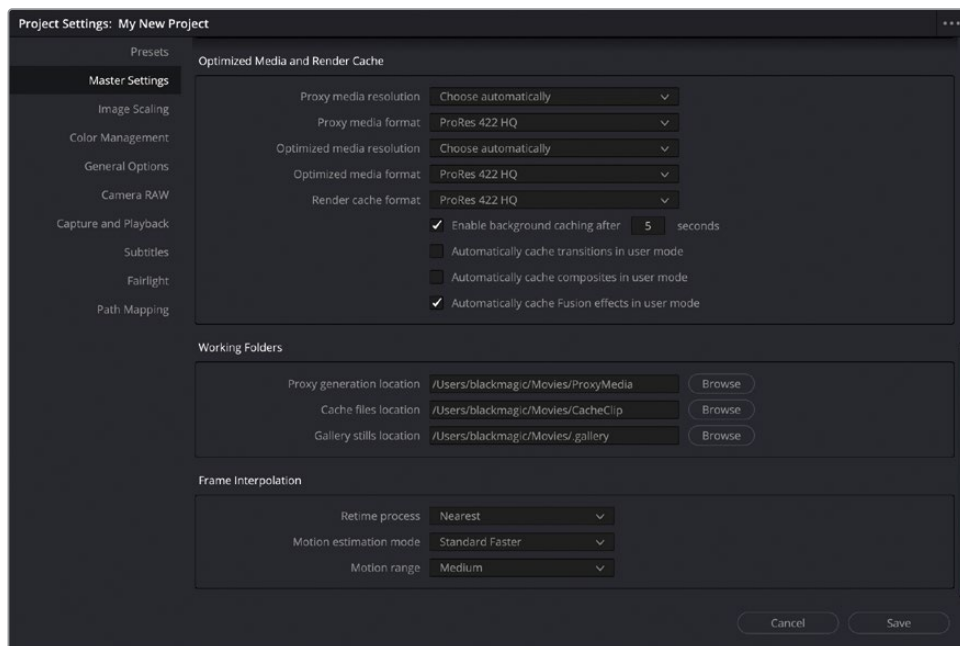 Project Settings: My New Project
Presets
Master Settings
Image Scaling
Color Management
General Options
Camera RAW
Capture and Playback
Subtitles
Fairlight
Path Mapping
Optimized Media and Render Cache
Proxy media resolution Choose automatically
Proxy media format ProRes 422 HQ
Optimized media resolution Choose automatically
Optimized media format ProRes 422 HQ
Render cache format ProRes 422 HQ
Enable background caching after 5 seconds
Automatically cache transitions in user mode
Automatically cache composites in user mode
Automatically cache Fusion effects in user mode
Working Folders
Proxy generation location /Users/blackmagic/Movies/ProxyMedia Browse
Cache files location /Users/blackmagic/Movies/CacheClip Browse
Gallery stills location /Users/blackmagic/Movies/.gallery Browse
Frame Interpolation
Retime process Nearest
Motion estimation mode Standard Faster
Motion range Medium
Cancel Save